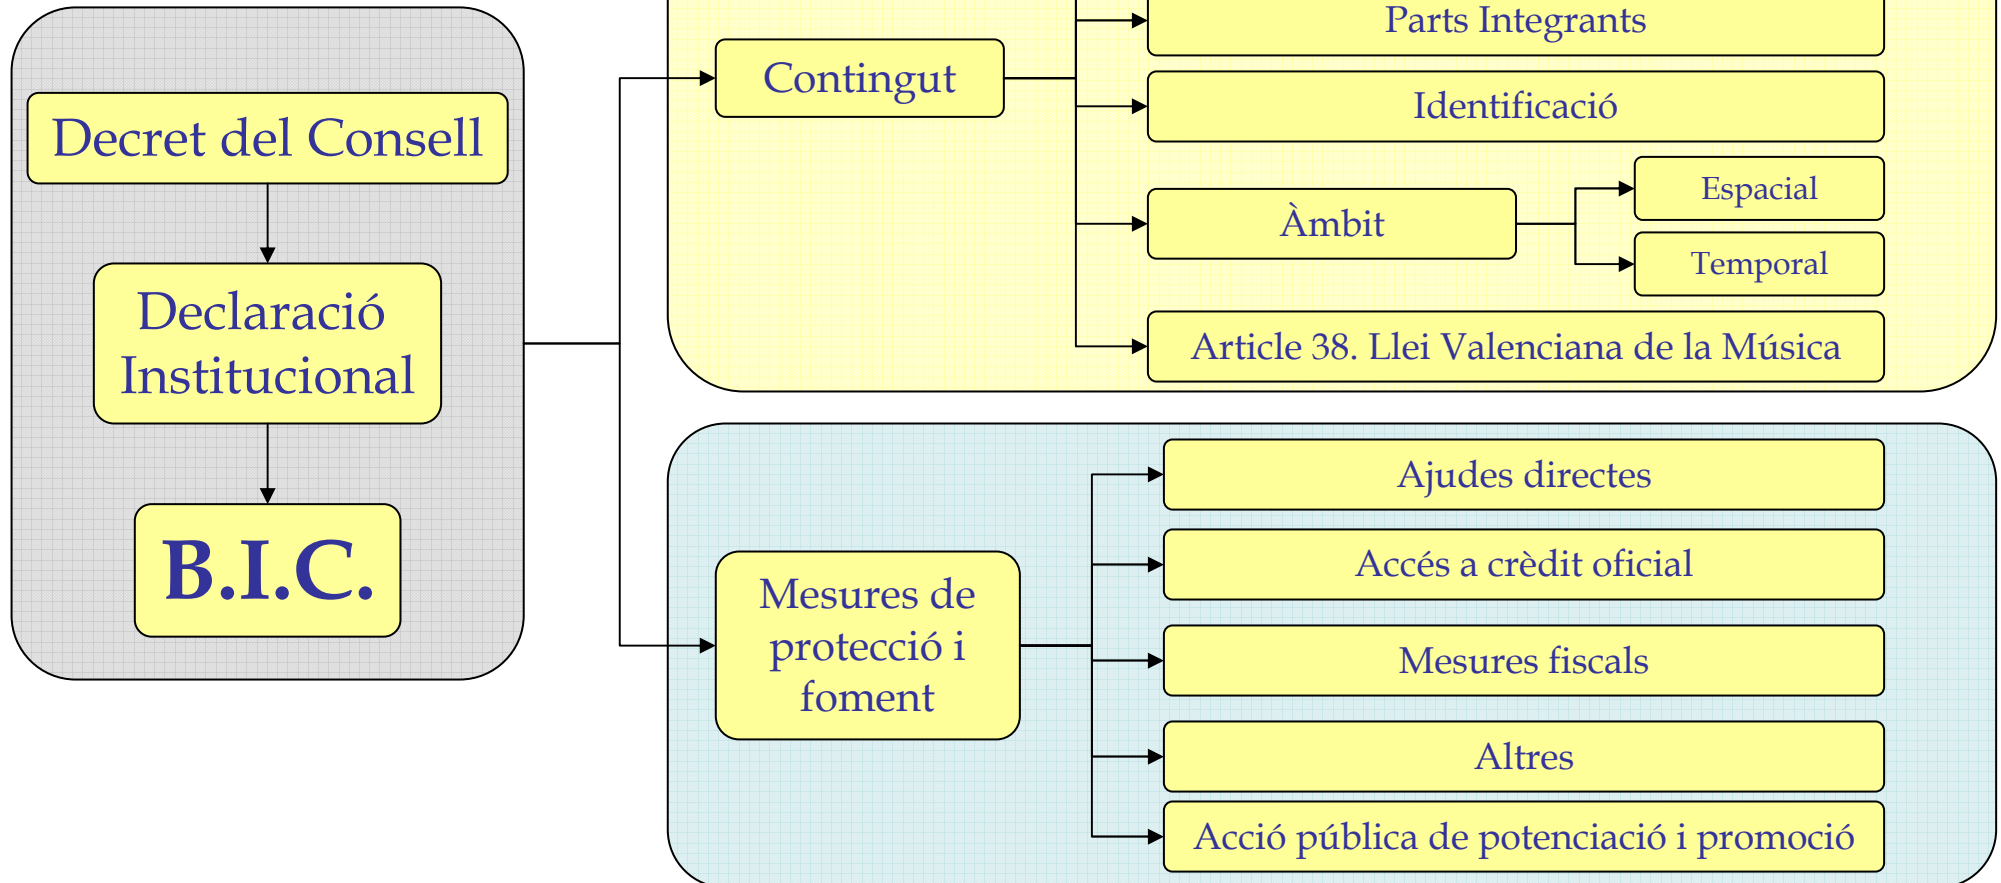 Decret del Consell
Declaració
Institucional
B.I.C.
Contingut
Parts Integrants
Identificació
Àmbit
Espacial
Temporal
Article 38. Llei Valenciana de la Música
Mesures de
protecció i
foment
Ajudes directes
Accés a crèdit oficial
Mesures fiscals
Altres
Acció pública de potenciació i promoció